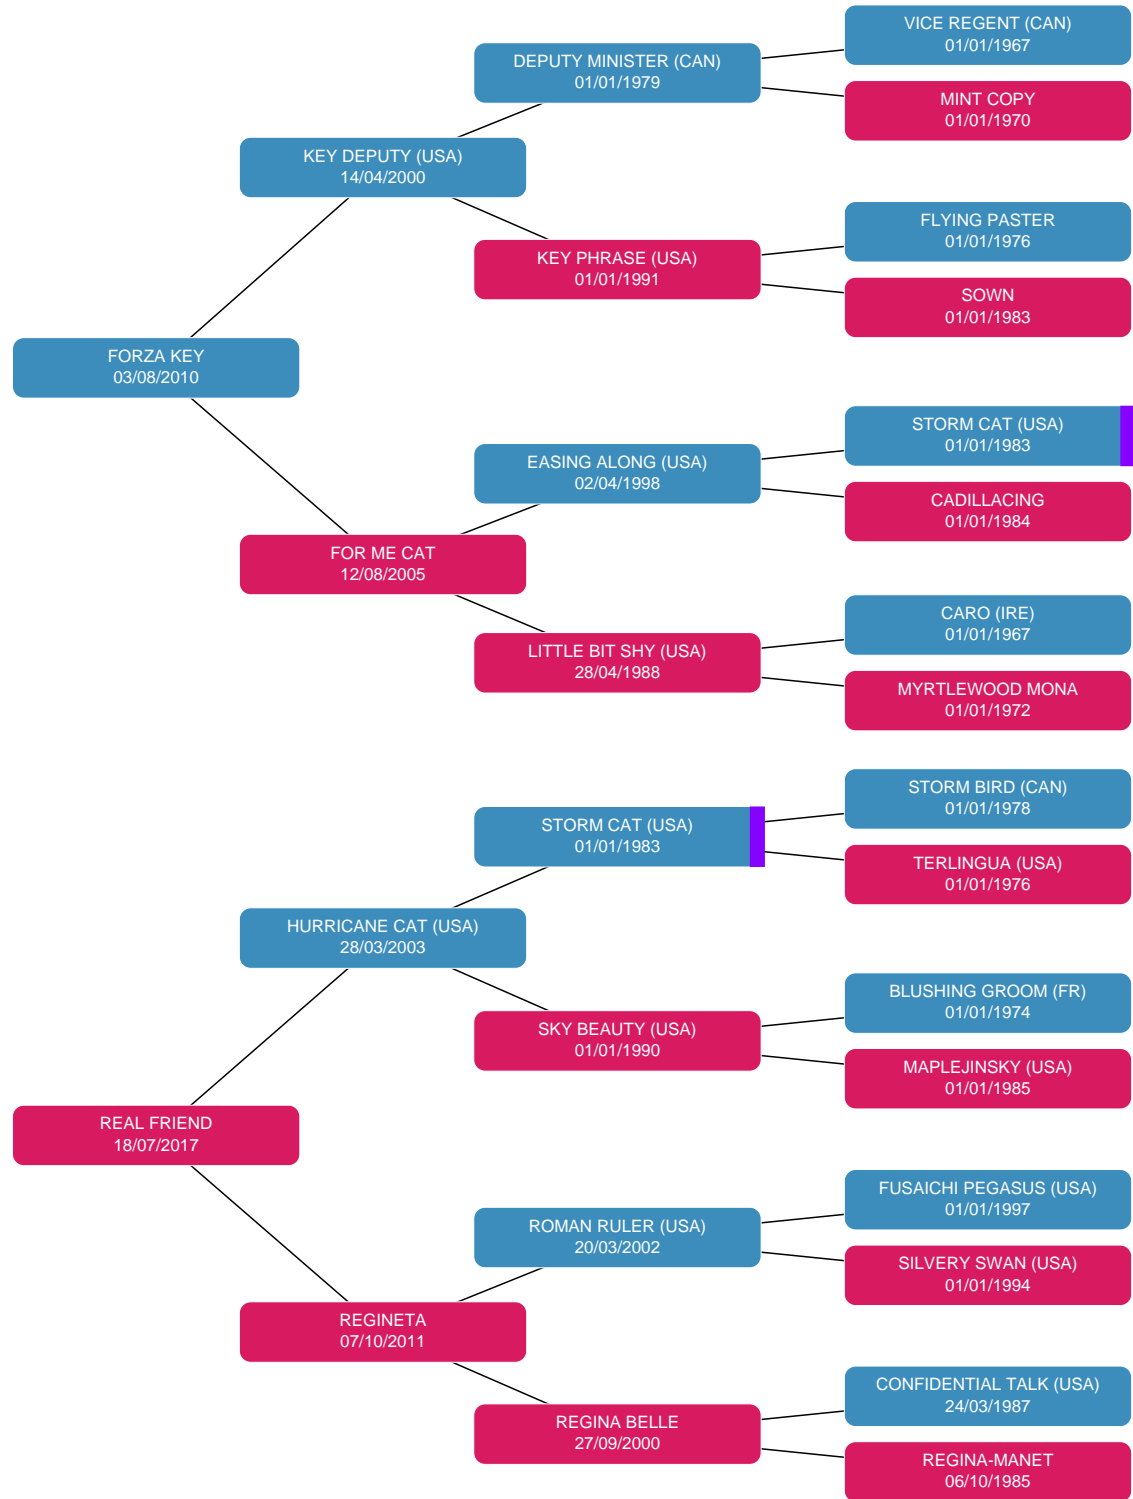 VICE REGENT (CAN)
01/01/1967
DEPUTY MINISTER (CAN)
01/01/1979
MINT COPY
01/01/1970
KEY DEPUTY (USA)
14/04/2000
FLYING PASTER
01/01/1976
KEY PHRASE (USA)
01/01/1991
SOWN
01/01/1983
FORZA KEY
03/08/2010
STORM CAT (USA)
01/01/1983
EASING ALONG (USA)
02/04/1998
CADILLACING
01/01/1984
FOR ME CAT
12/08/2005
CARO (IRE)
01/01/1967
LITTLE BIT SHY (USA)
28/04/1988
MYRTLEWOOD MONA
01/01/1972
STORM BIRD (CAN)
01/01/1978
STORM CAT (USA)
01/01/1983
TERLINGUA (USA)
01/01/1976
HURRICANE CAT (USA)
28/03/2003
BLUSHING GROOM (FR)
01/01/1974
SKY BEAUTY (USA)
01/01/1990
MAPLEJINSKY (USA)
01/01/1985
REAL FRIEND
18/07/2017
FUSAICHI PEGASUS (USA)
01/01/1997
ROMAN RULER (USA)
20/03/2002
SILVERY SWAN (USA)
01/01/1994
REGINETA
07/10/2011
CONFIDENTIAL TALK (USA)
24/03/1987
REGINA BELLE
27/09/2000
REGINA-MANET
06/10/1985